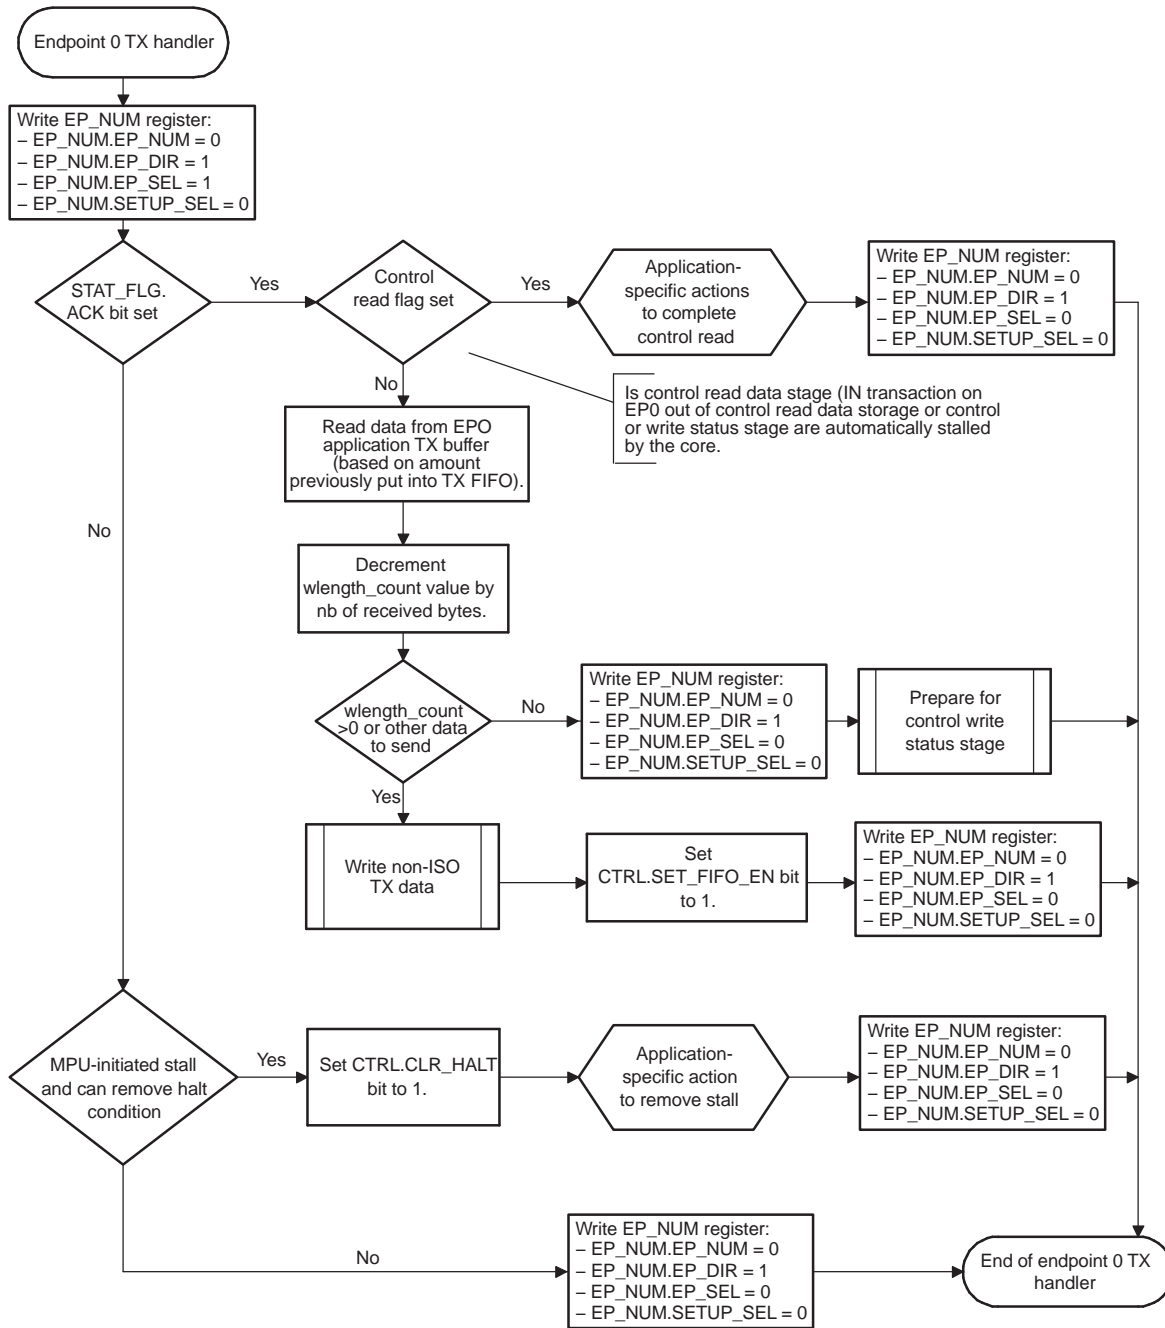 Endpoint 0 TX handler
Write EP_NUM register:
– EP_NUM.EP_NUM = 0
– EP_NUM.EP_DIR = 1
– EP_NUM.EP_SEL = 1
– EP_NUM.SETUP_SEL = 0
STAT_FLG.
ACK bit set
Yes
Control
read flag set
Yes
Application-
specific actions
to complete
control read
Write EP_NUM register:
– EP_NUM.EP_NUM = 0
– EP_NUM.EP_DIR = 1
– EP_NUM.EP_SEL = 0
– EP_NUM.SETUP_SEL = 0
No
Is control read data stage (IN transaction on
EP0 out of control read data storage or control
or write status stage are automatically stalled
by the core.
Read data from EPO
application TX buffer
(based on amount
previously put into TX FIFO).
No
Decrement
wlength_count value by
nb of received bytes.
wlength_count
>0 or other data
to send
No
Write EP_NUM register:
– EP_NUM.EP_NUM = 0
– EP_NUM.EP_DIR = 1
– EP_NUM.EP_SEL = 0
– EP_NUM.SETUP_SEL = 0
Prepare for
control write
status stage
Yes
Write non-ISO
TX data
Set
CTRL.SET_FIFO_EN bit
to 1.
Write EP_NUM register:
– EP_NUM.EP_NUM = 0
– EP_NUM.EP_DIR = 1
– EP_NUM.EP_SEL = 0
– EP_NUM.SETUP_SEL = 0
MPU-initiated stall
and can remove halt
condition
Yes
Set CTRL.CLR_HALT
bit to 1.
Application-
specific action
to remove stall
Write EP_NUM register:
– EP_NUM.EP_NUM = 0
– EP_NUM.EP_DIR = 1
– EP_NUM.EP_SEL = 0
– EP_NUM.SETUP_SEL = 0
No
Write EP_NUM register:
– EP_NUM.EP_NUM = 0
– EP_NUM.EP_DIR = 1
– EP_NUM.EP_SEL = 0
– EP_NUM.SETUP_SEL = 0
End of endpoint 0 TX
handler